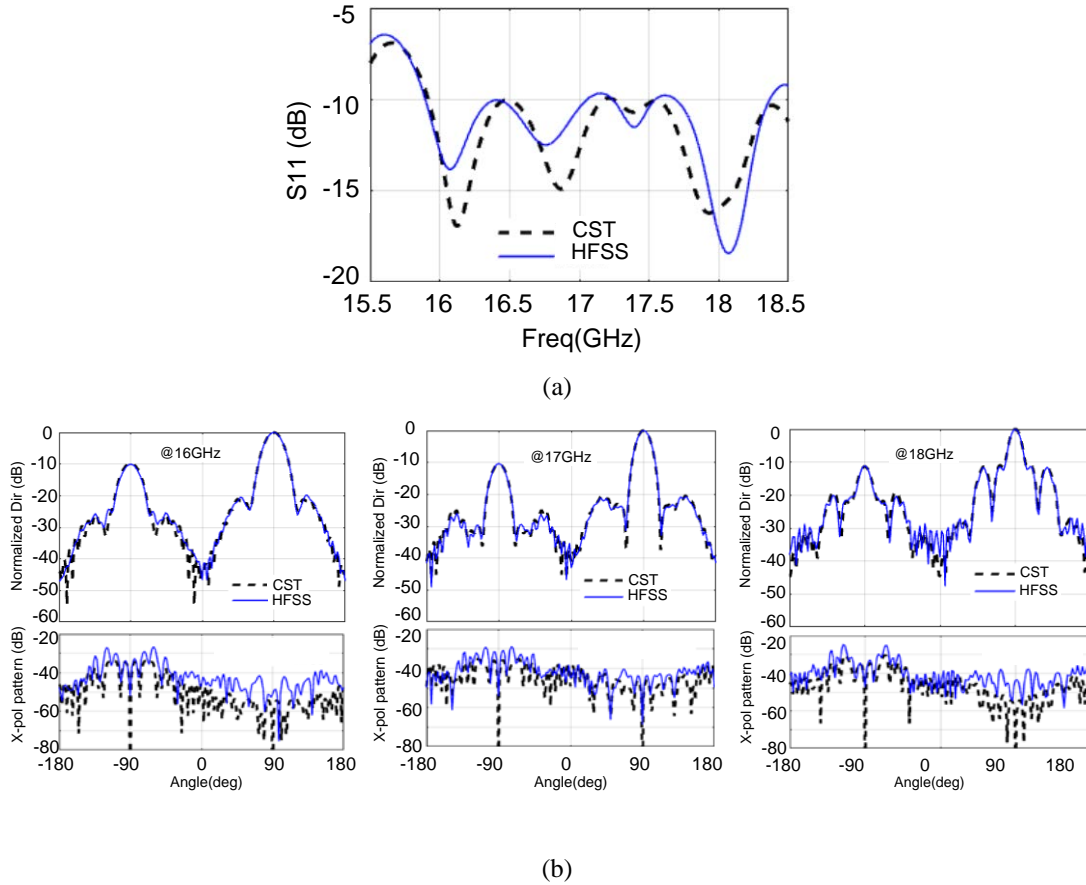 -5
-10
-15
-20
S11 (dB)
CST
HFSS
15.5 16 16.5 17 17.5 18 18.5
Freq(GHz)
(a)
0
-10
-20
-30
-40
-50
-60
Normalized Dir (dB)
@16GHz
CST
HFSS
-20
-40
-60
-80
X-pol pattern (dB)
-180 -90 0 90 180
Angle(deg)
0
-10
-20
-30
-40
-50
-60
Normalized Dir (dB)
@17GHz
CST
HFSS
-20
-40
-60
-80
X-pol pattern (dB)
-180 -90 0 90 180
Angle(deg)
0
-10
-20
-30
-40
-50
-60
Normalized Dir (dB)
@18GHz
CST
HFSS
-20
-40
-60
-80
X-pol pattern (dB)
-180 -90 0 90 180
Angle(deg)
(b)